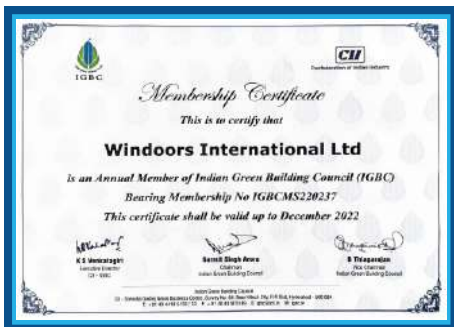 IGBC
CII
Confederation of Indian Industry
Membership Certificate
This is to certify that
Windoors International Ltd
is an Annual Member of Indian Green Building Council (IGBC)
Bearing Membership No IGBCMS220237
This certificate shall be valid up to December 2022
K S Venkatagiri
Executive Director
CII - GBC
Gurmit Singh Arora
Chairman
Indian Green Building Council
B Thiagarajan
Vice Chairman
Indian Green Building Council
Indian Green Building Council